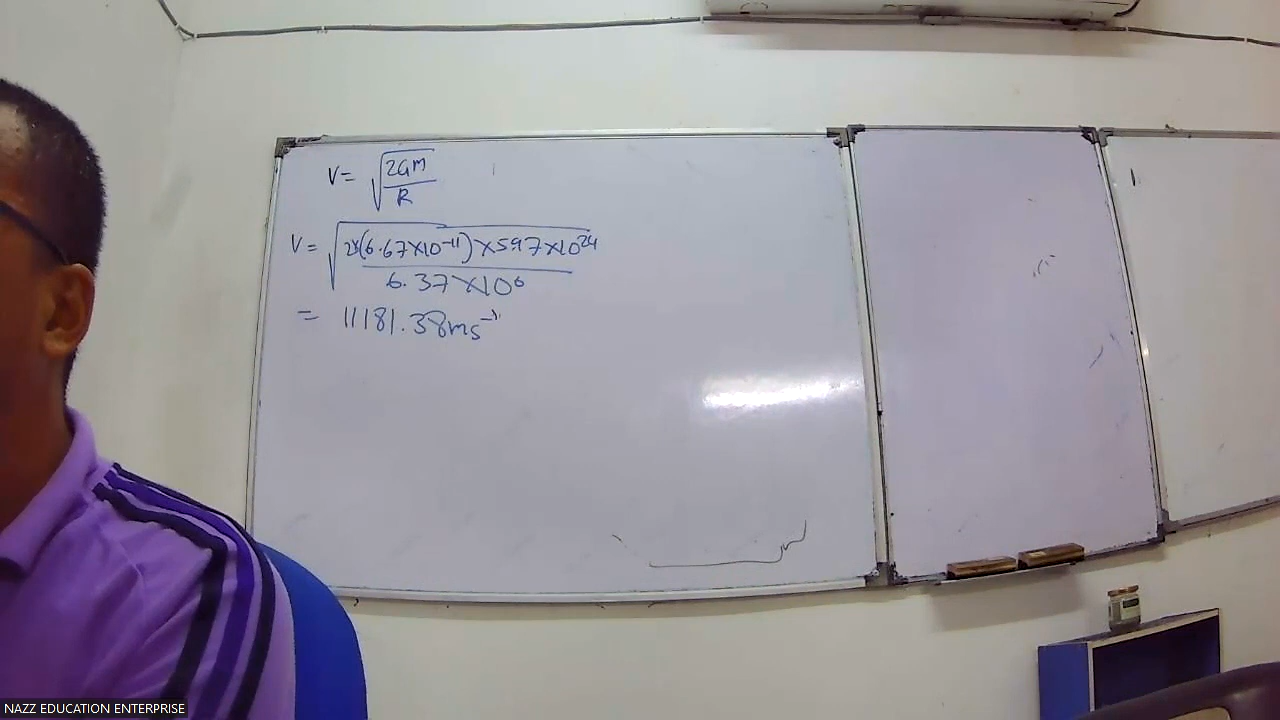 V = √(2GM/R)
V = √(2×(6.67×10⁻¹¹)×5.97×10²⁴/6.37×10⁶)
= 11181.38ms⁻¹
NAZZ EDUCATION ENTERPRISE